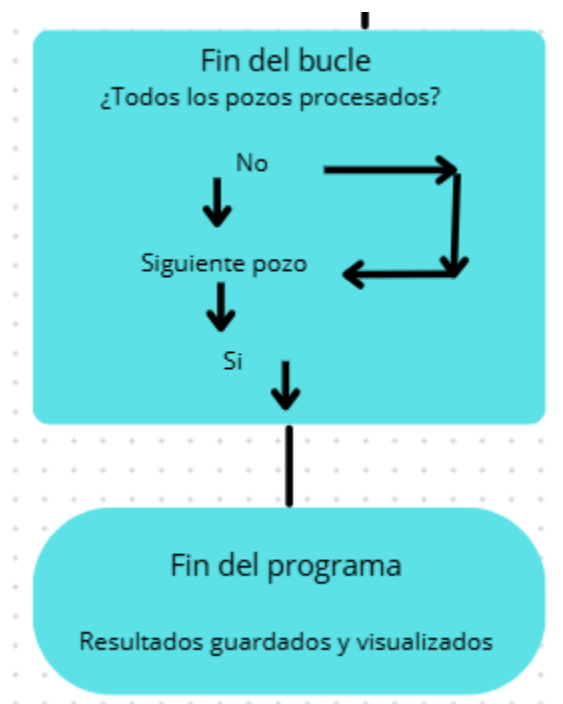 Fin del bucle
¿Todos los pozos procesados?
No
Siguiente pozo
Si
Fin del programa
Resultados guardados y visualizados